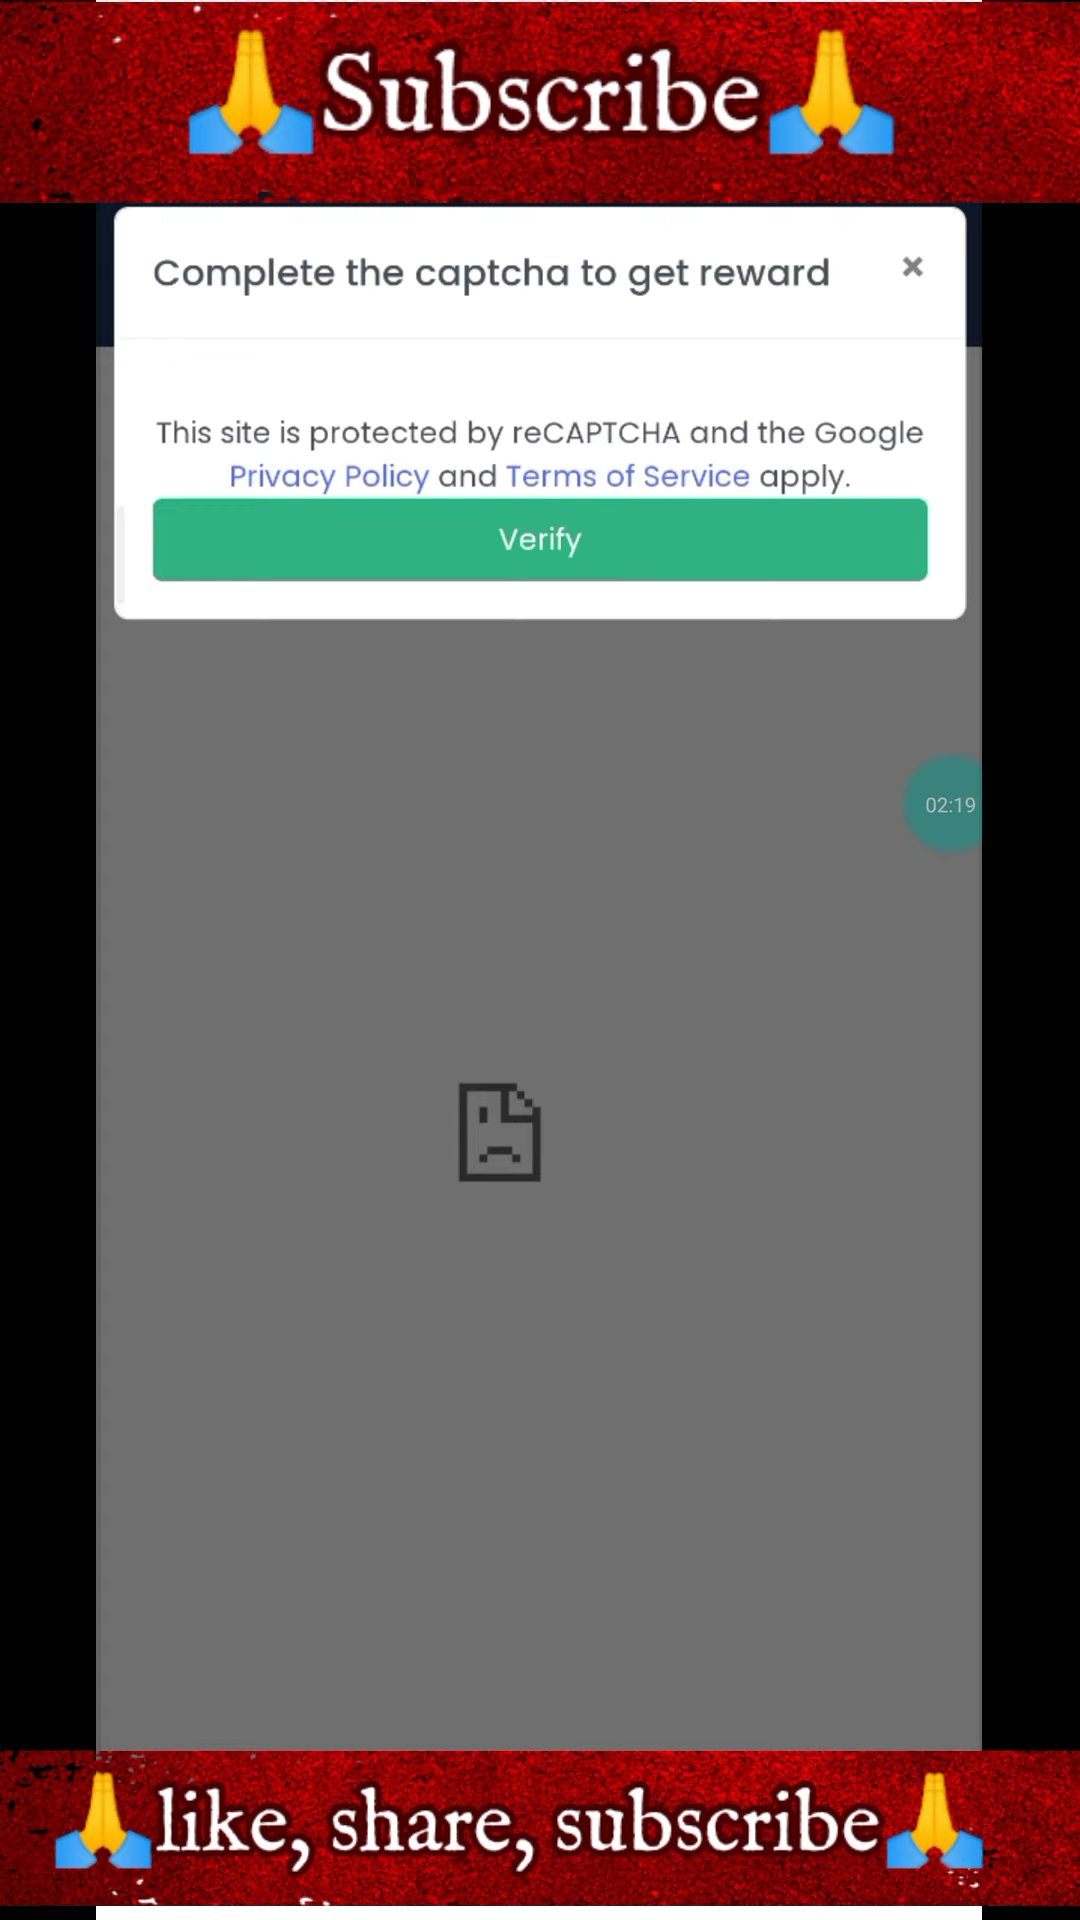 Subscribe
Complete the captcha to get reward
This site is protected by reCAPTCHA and the Google
Privacy Policy and Terms of Service apply.
Verify
02:19
like, share, subscribe